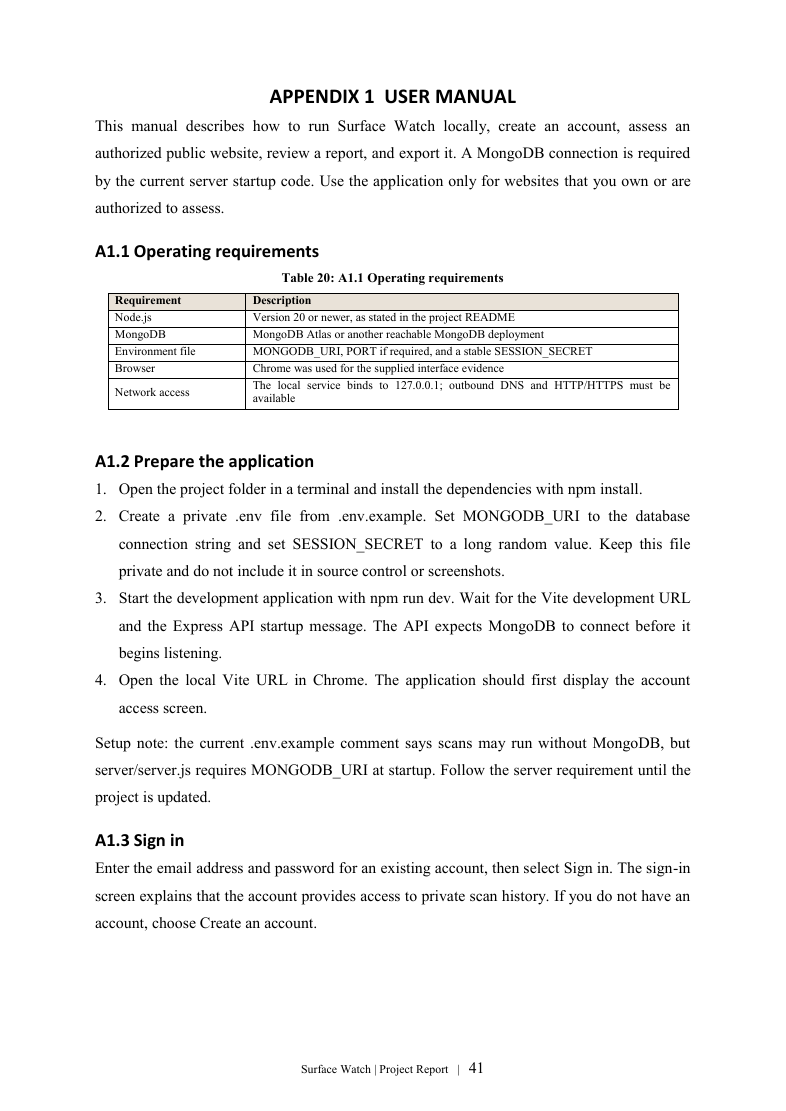 APPENDIX 1  USER MANUAL
This manual describes how to run Surface Watch locally, create an account, assess an
authorized public website, review a report, and export it. A MongoDB connection is required
by the current server startup code. Use the application only for websites that you own or are
authorized to assess.
A1.1 Operating requirements
Table 20: A1.1 Operating requirements
Requirement Description
Node.js Version 20 or newer, as stated in the project README
MongoDB MongoDB Atlas or another reachable MongoDB deployment
Environment file MONGODB_URI, PORT if required, and a stable SESSION_SECRET
Browser Chrome was used for the supplied interface evidence
Network access The local service binds to 127.0.0.1; outbound DNS and HTTP/HTTPS must be
available
A1.2 Prepare the application
1. Open the project folder in a terminal and install the dependencies with npm install.
2. Create a private .env file from .env.example. Set MONGODB_URI to the database
connection string and set SESSION_SECRET to a long random value. Keep this file
private and do not include it in source control or screenshots.
3. Start the development application with npm run dev. Wait for the Vite development URL
and the Express API startup message. The API expects MongoDB to connect before it
begins listening.
4. Open the local Vite URL in Chrome. The application should first display the account
access screen.
Setup note: the current .env.example comment says scans may run without MongoDB, but
server/server.js requires MONGODB_URI at startup. Follow the server requirement until the
project is updated.
A1.3 Sign in
Enter the email address and password for an existing account, then select Sign in. The sign-in
screen explains that the account provides access to private scan history. If you do not have an
account, choose Create an account.
Surface Watch | Project Report | 41